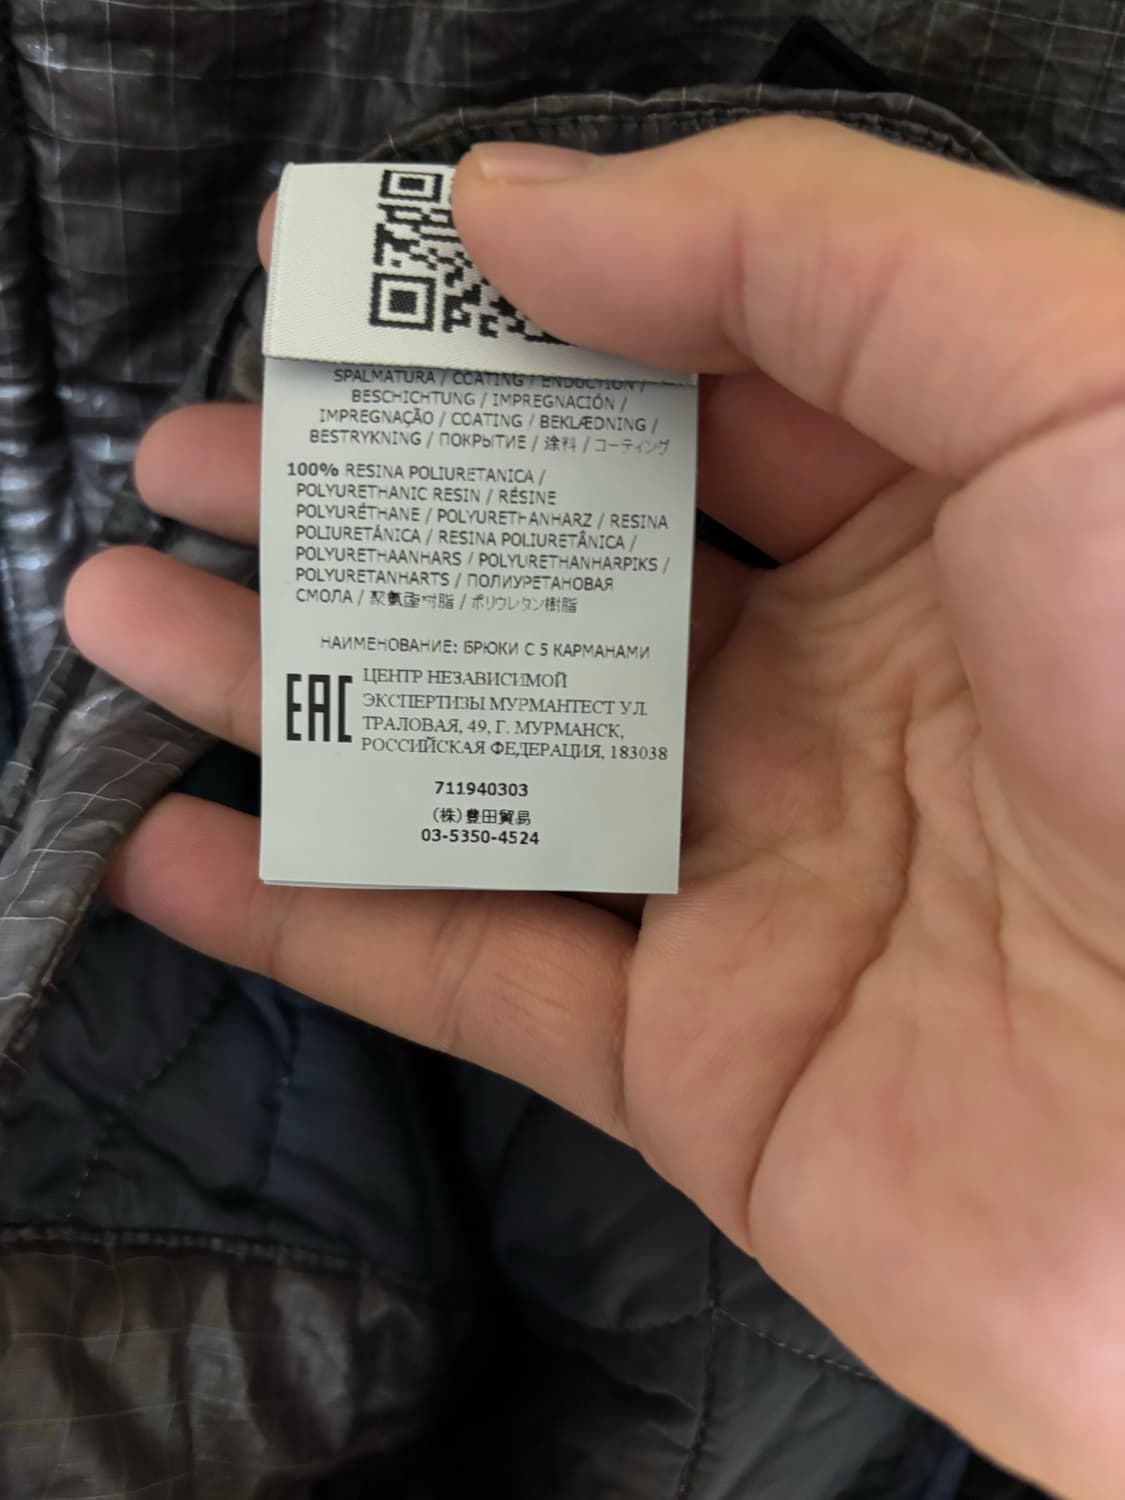 SPALMATURA / COATING / ENDUCTION /
BESCHICHTUNG / IMPREGNACIÓN /
IMPREGNAÇÃO / COATING / BEKLÆDNING /
BESTRYKNING / ПОКРЫТИЕ / 涂料 / コーティング
100% RESINA POLIURETANICA /
POLYURETHANIC RESIN / RÉSINE
POLYURÉTHANE / POLYURETHANHARZ / RESINA
POLIURETÁNICA / RESINA POLIURETÂNICA /
POLYURETHAANHARS / POLYURETHANHARPIKS /
POLYURETANHARTS / ПОЛИУРЕТАНОВАЯ
СМОЛА / 聚氨酯树脂 / ポリウレタン樹脂
НАИМЕНОВАНИЕ: БРЮКИ С 5 КАРМАНАМИ
EAC
ЦЕНТР НЕЗАВИСИМОЙ
ЭКСПЕРТИЗЫ МУРМАНТЕСТ УЛ.
ТРАЛОВАЯ, 49, Г. МУРМАНСК,
РОССИЙСКАЯ ФЕДЕРАЦИЯ, 183038
711940303
(株)豊田貿易
03-5350-4524